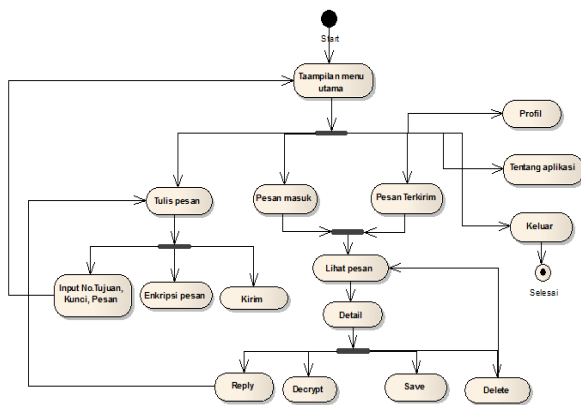 Start
Taampilan menu
utama
Profil
Tentang aplikasi
Tulis pesan
Pesan masuk
Pesan Terkirim
Keluar
Input No.Tujuan,
Kunci, Pesan
Enkripsi pesan
Kirim
Lihat pesan
Selesai
Detail
Reply
Decrypt
Save
Delete